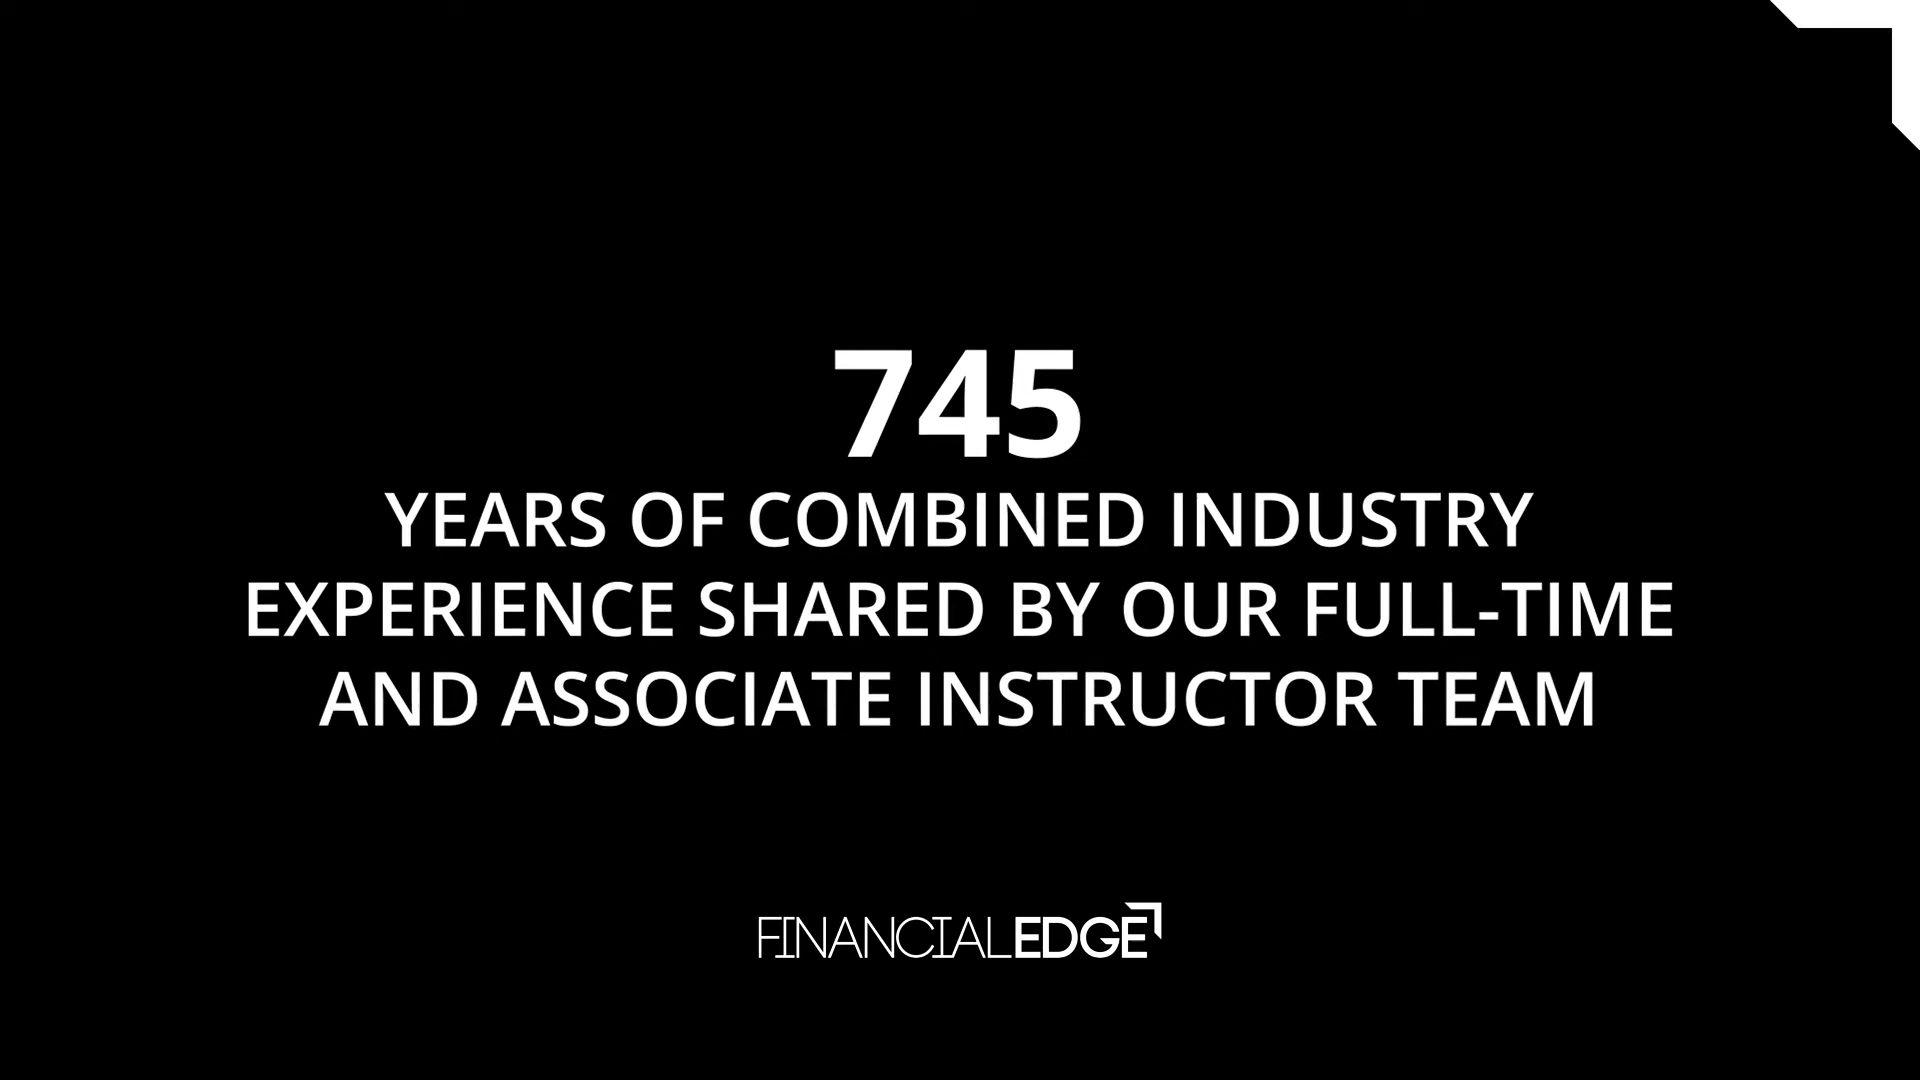 745
YEARS OF COMBINED INDUSTRY
EXPERIENCE SHARED BY OUR FULL-TIME
AND ASSOCIATE INSTRUCTOR TEAM
FINANCIALEDGE